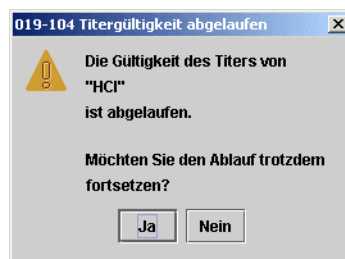 019-104 Titergültigkeit abgelaufen
Die Gültigkeit des Titers von
"HCl"
ist abgelaufen.
Möchten Sie den Ablauf trotzdem
fortsetzen?
Ja
Nein